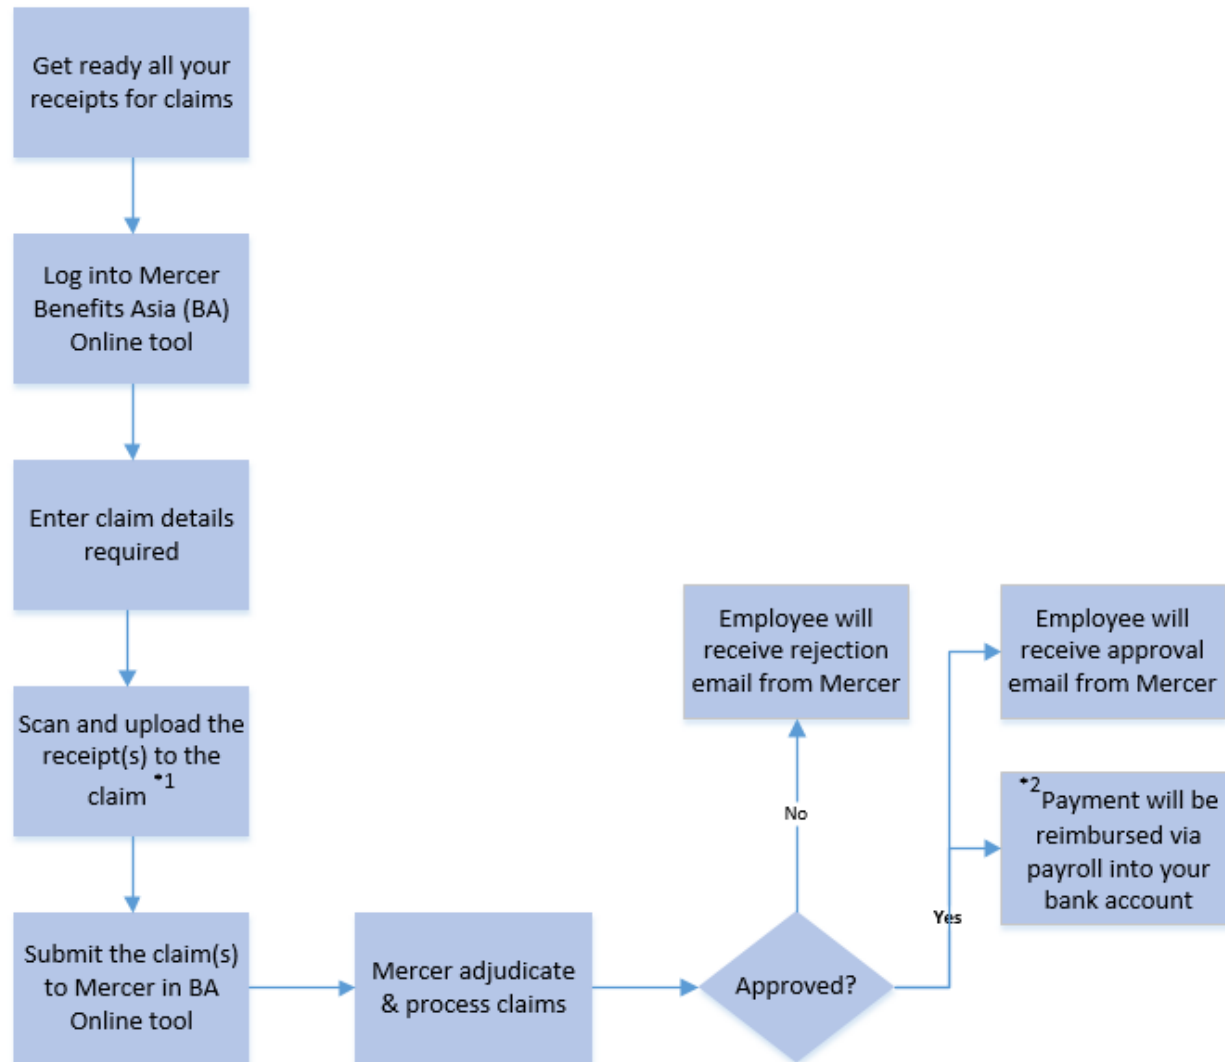 Get ready all your
receipts for claims
Log into Mercer
Benefits Asia (BA)
Online tool
Enter claim details
required
Scan and upload the
receipt(s) to the
claim *1
Submit the claim(s)
to Mercer in BA
Online tool
Mercer adjudicate
& process claims
Approved?
No
Employee will
receive rejection
email from Mercer
Yes
Employee will
receive approval
email from Mercer
*2Payment will be
reimbursed via
payroll into your
bank account